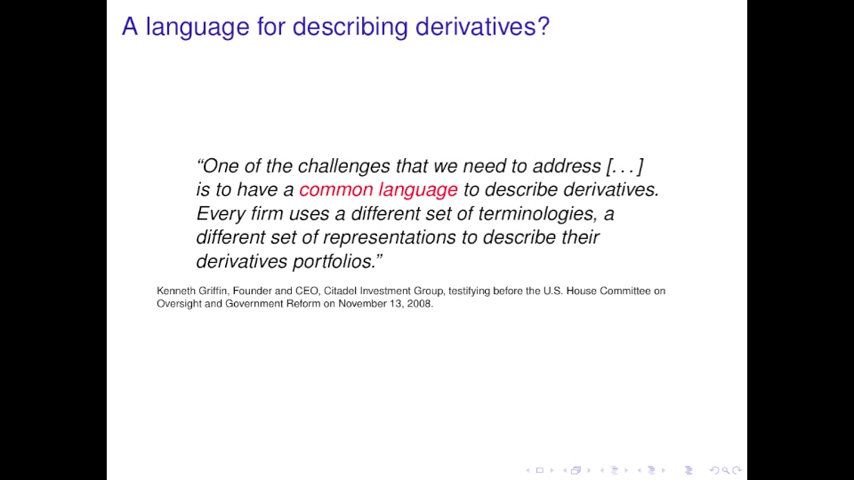 A language for describing derivatives?
“One of the challenges that we need to address [. . . ]
is to have a common language to describe derivatives.
Every firm uses a different set of terminologies, a
different set of representations to describe their
derivatives portfolios.”
Kenneth Griffin, Founder and CEO, Citadel Investment Group, testifying before the U.S. House Committee on
Oversight and Government Reform on November 13, 2008.